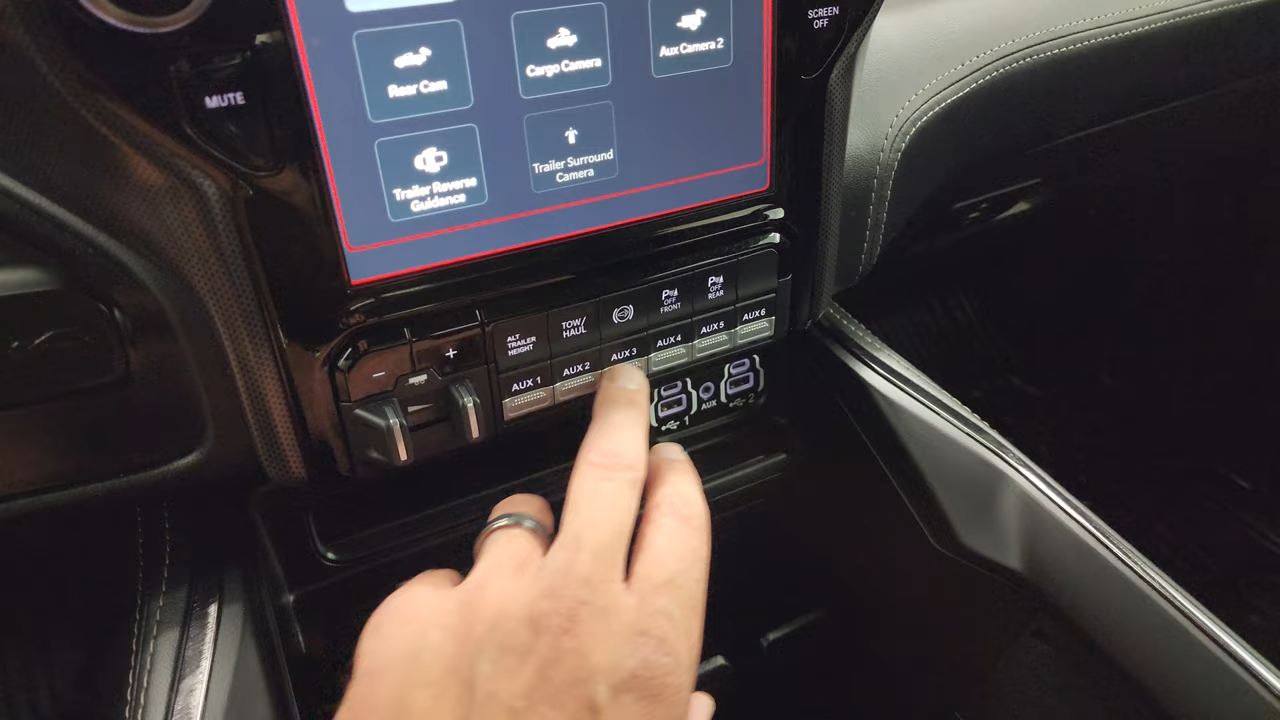 SCREEN
OFF
Rear Cam
Cargo Camera
Aux Camera 2
MUTE
Trailer Reverse
Guidance
Trailer Surround
Camera
ALT
TRAILER
HEIGHT
TOW/
HAUL
P
OFF
FRONT
P
OFF
REAR
− +
AUX 1
AUX 2
AUX 3
AUX 4
AUX 5
AUX 6
1
AUX
2